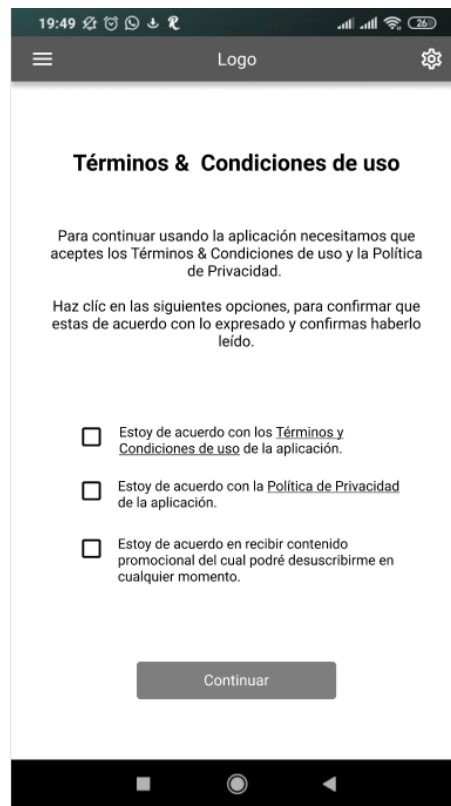 19:49
26
Logo
Términos & Condiciones de uso
Para continuar usando la aplicación necesitamos que
aceptes los Términos & Condiciones de uso y la Política
de Privacidad.
Haz clíc en las siguientes opciones, para confirmar que
estas de acuerdo con lo expresado y confirmas haberlo
leído.
Estoy de acuerdo con los Términos y
Condiciones de uso de la aplicación.
Estoy de acuerdo con la Política de Privacidad
de la aplicación.
Estoy de acuerdo en recibir contenido
promocional del cual podré desuscribirme en
cualquier momento.
Continuar